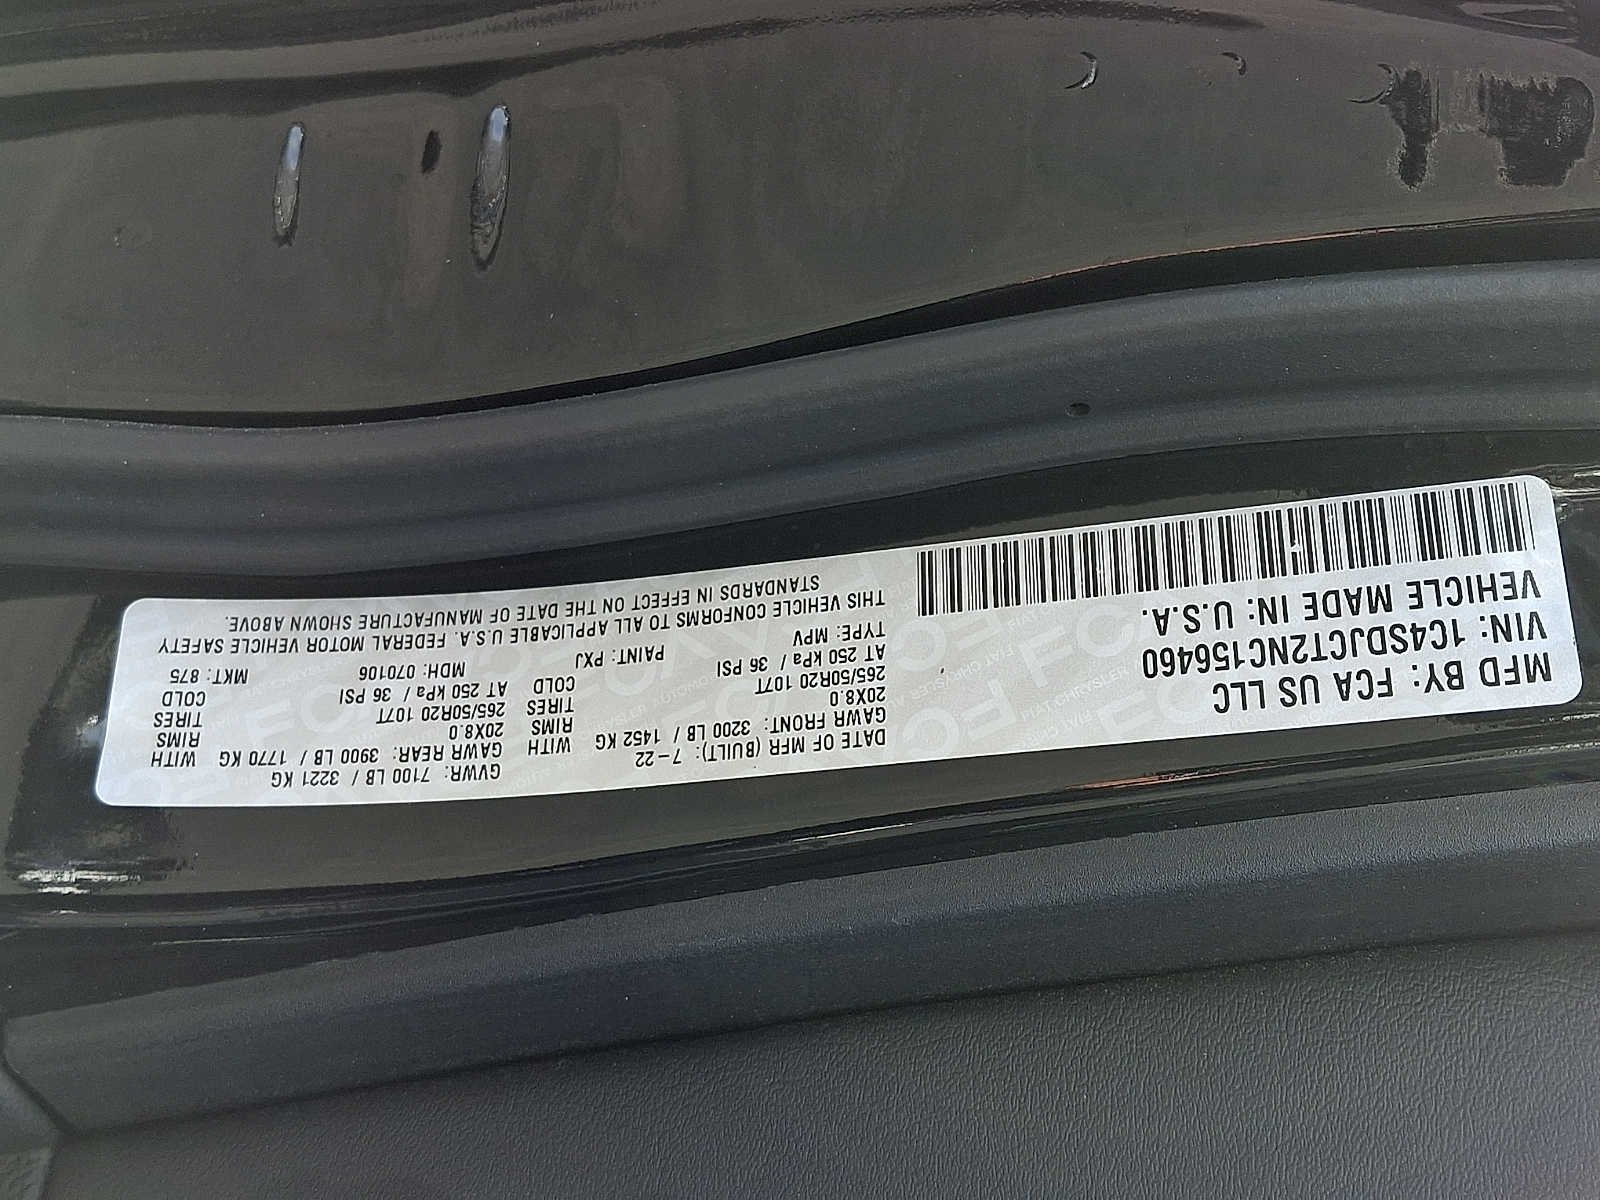 MFD BY: FCA US LLC
VIN: 1C4SDJCT2NC156460
VEHICLE MADE IN: U.S.A.
DATE OF MFR (BUILT): 7-22
GVWR: 7100 LB / 3221 KG
GAWR FRONT: 3200 LB / 1452 KG WITH
20X8.0 RIMS
265/50R20 107T TIRES
AT 250 kPa / 36 PSI COLD
GAWR REAR: 3900 LB / 1770 KG WITH
20X8.0 RIMS
265/50R20 107T TIRES
AT 250 kPa / 36 PSI COLD
TYPE: MPV PAINT: PXJ MDH: 070106 MKT: 875
THIS VEHICLE CONFORMS TO ALL APPLICABLE U.S.A. FEDERAL MOTOR VEHICLE SAFETY
STANDARDS IN EFFECT ON THE DATE OF MANUFACTURE SHOWN ABOVE.